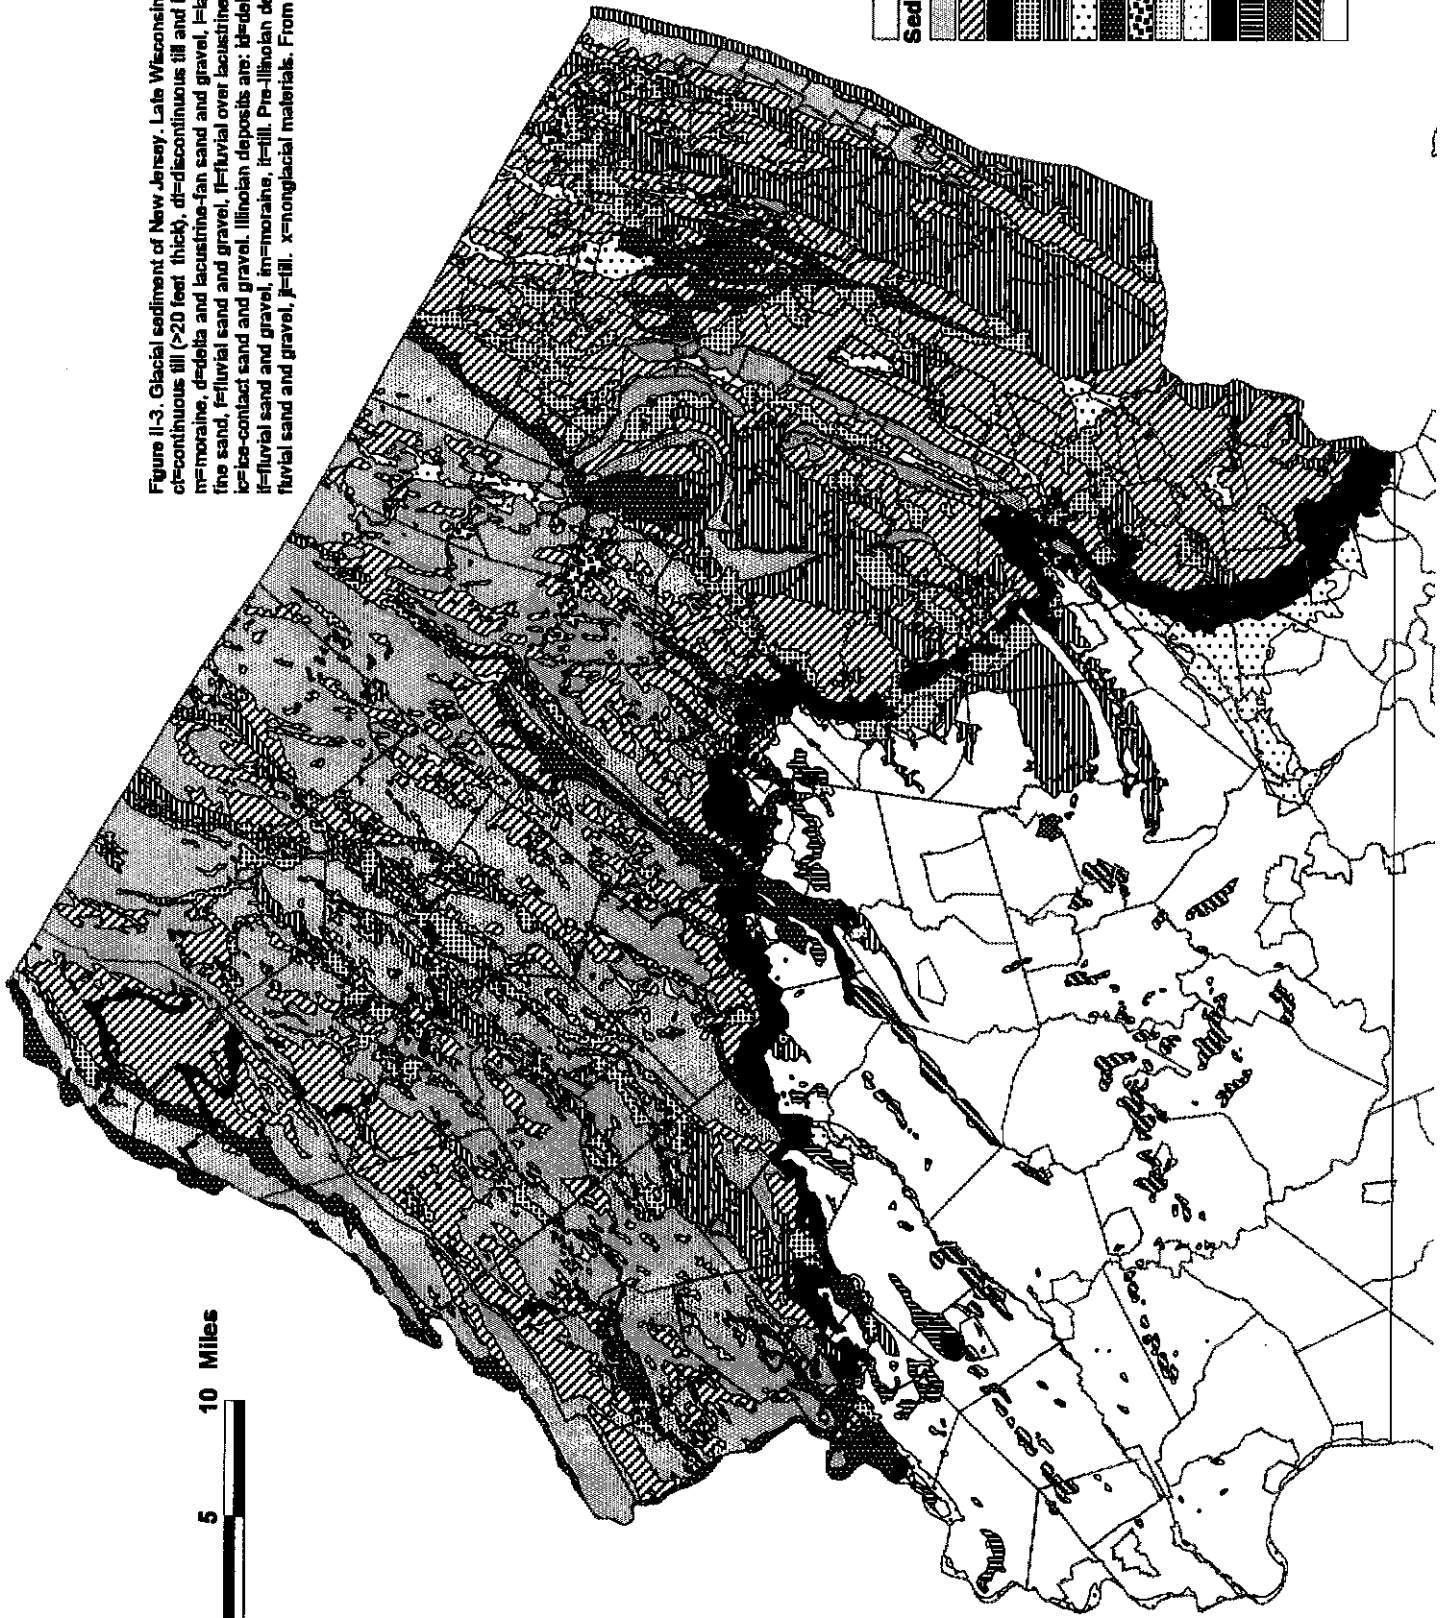 Figure II-3. Glacial sediment of New Jersey. Late Wisconsin
ct=continuous till (>20 feet thick), dt=discontinuous till and
m=moraine, d=delta and lacustrine-fan sand and gravel,
fine sand, f=fluvial sand and gravel, fl=fluvial over lacustrine
ic=ice-contact sand and gravel. Illinoian deposits are:
if=fluvial sand and gravel, im=moraine, it=till. Pre-Illinoian
fluvial sand and gravel, jt=till. x=nonglacial materials. From
Sed
5 10 Miles